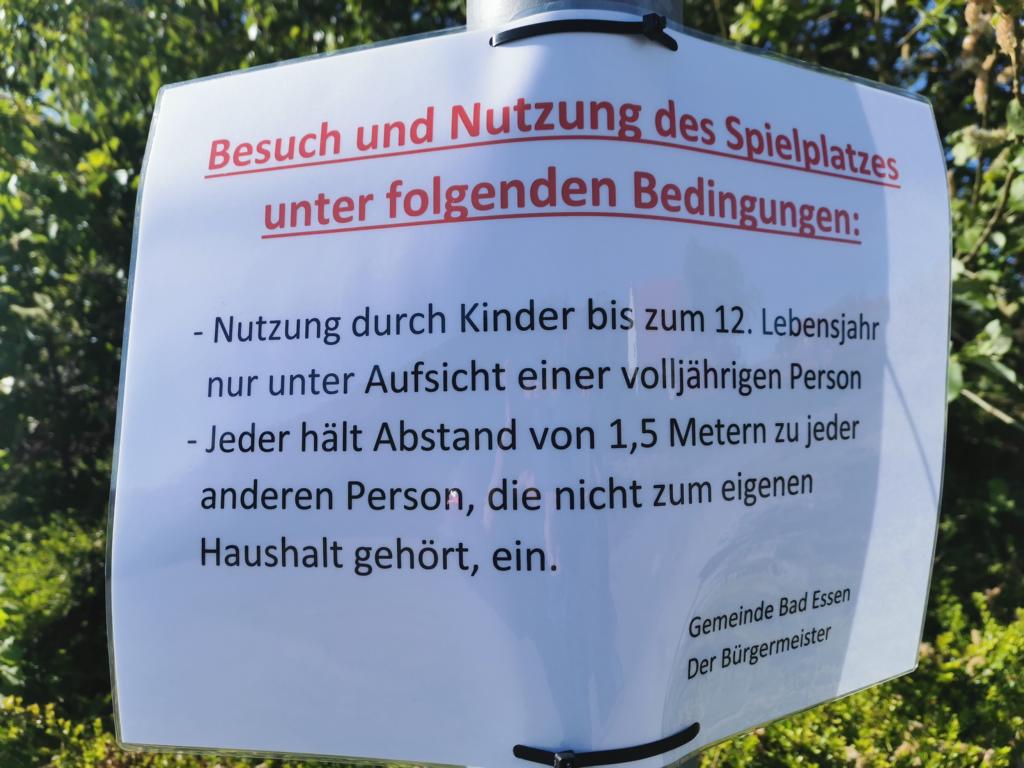 Besuch und Nutzung des Spielplatzes
unter folgenden Bedingungen:
- Nutzung durch Kinder bis zum 12. Lebensjahr
nur unter Aufsicht einer volljährigen Person
- Jeder hält Abstand von 1,5 Metern zu jeder
anderen Person, die nicht zum eigenen
Haushalt gehört, ein.
Gemeinde Bad Essen
Der Bürgermeister